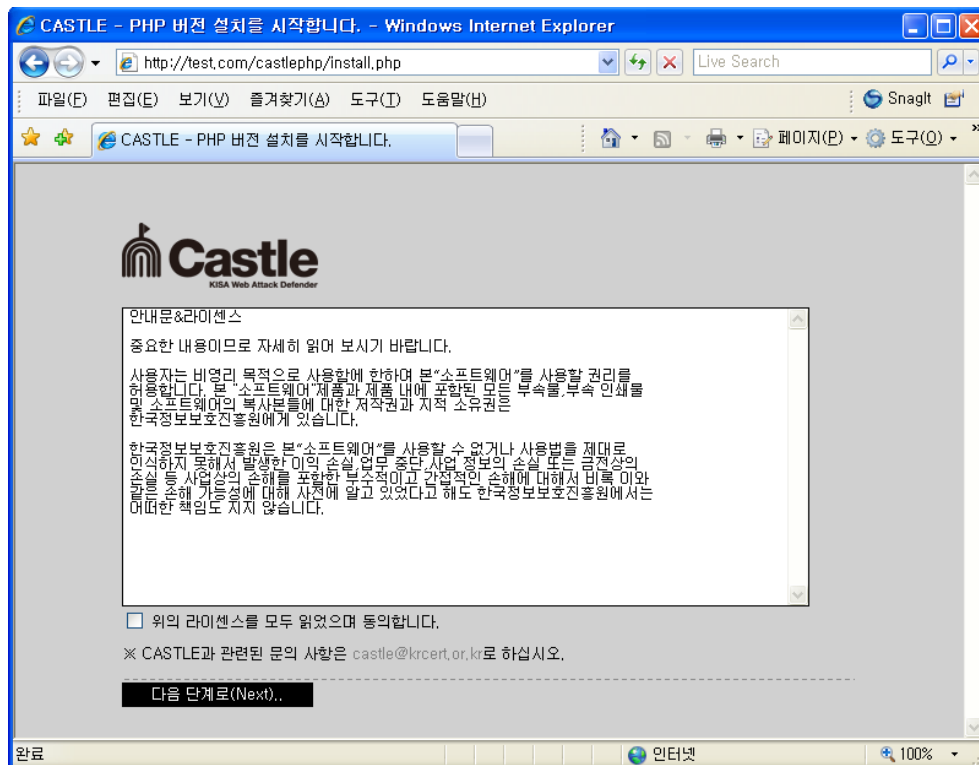 CASTLE - PHP 버전 설치를 시작합니다. - Windows Internet Explorer
http://test.com/castlephp/install.php
Live Search
파일(F) 편집(E) 보기(V) 즐겨찾기(A) 도구(T) 도움말(H)
SnagIt
CASTLE - PHP 버전 설치를 시작합니다.
페이지(P)
도구(O)
Castle
KISA Web Attack Defender
안내문&라이센스
중요한 내용이므로 자세히 읽어 보시기 바랍니다.
사용자는 비영리 목적으로 사용함에 한하여 본"소프트웨어"를 사용할 권리를
허용합니다. 본 "소프트웨어"제품과 제품 내에 포함된 모든 부속물,부속 인쇄물
및 소프트웨어의 복사본들에 대한 저작권과 지적 소유권은
한국정보보호진흥원에게 있습니다.
한국정보보호진흥원은 본"소프트웨어"를 사용할 수 없거나 사용법을 제대로
인식하지 못해서 발생한 이익 손실,업무 중단,사업 정보의 손실 또는 금전상의
손실 등 사업상의 손해를 포함한 부수적이고 간접적인 손해에 대해서 비록 이와
같은 손해 가능성에 대해 사전에 알고 있었다고 해도 한국정보보호진흥원에서는
어떠한 책임도 지지 않습니다.
위의 라이센스를 모두 읽었으며 동의합니다.
※ CASTLE과 관련된 문의 사항은 castle@krcert.or.kr로 하십시오.
다음 단계로(Next)..
완료
인터넷
100%